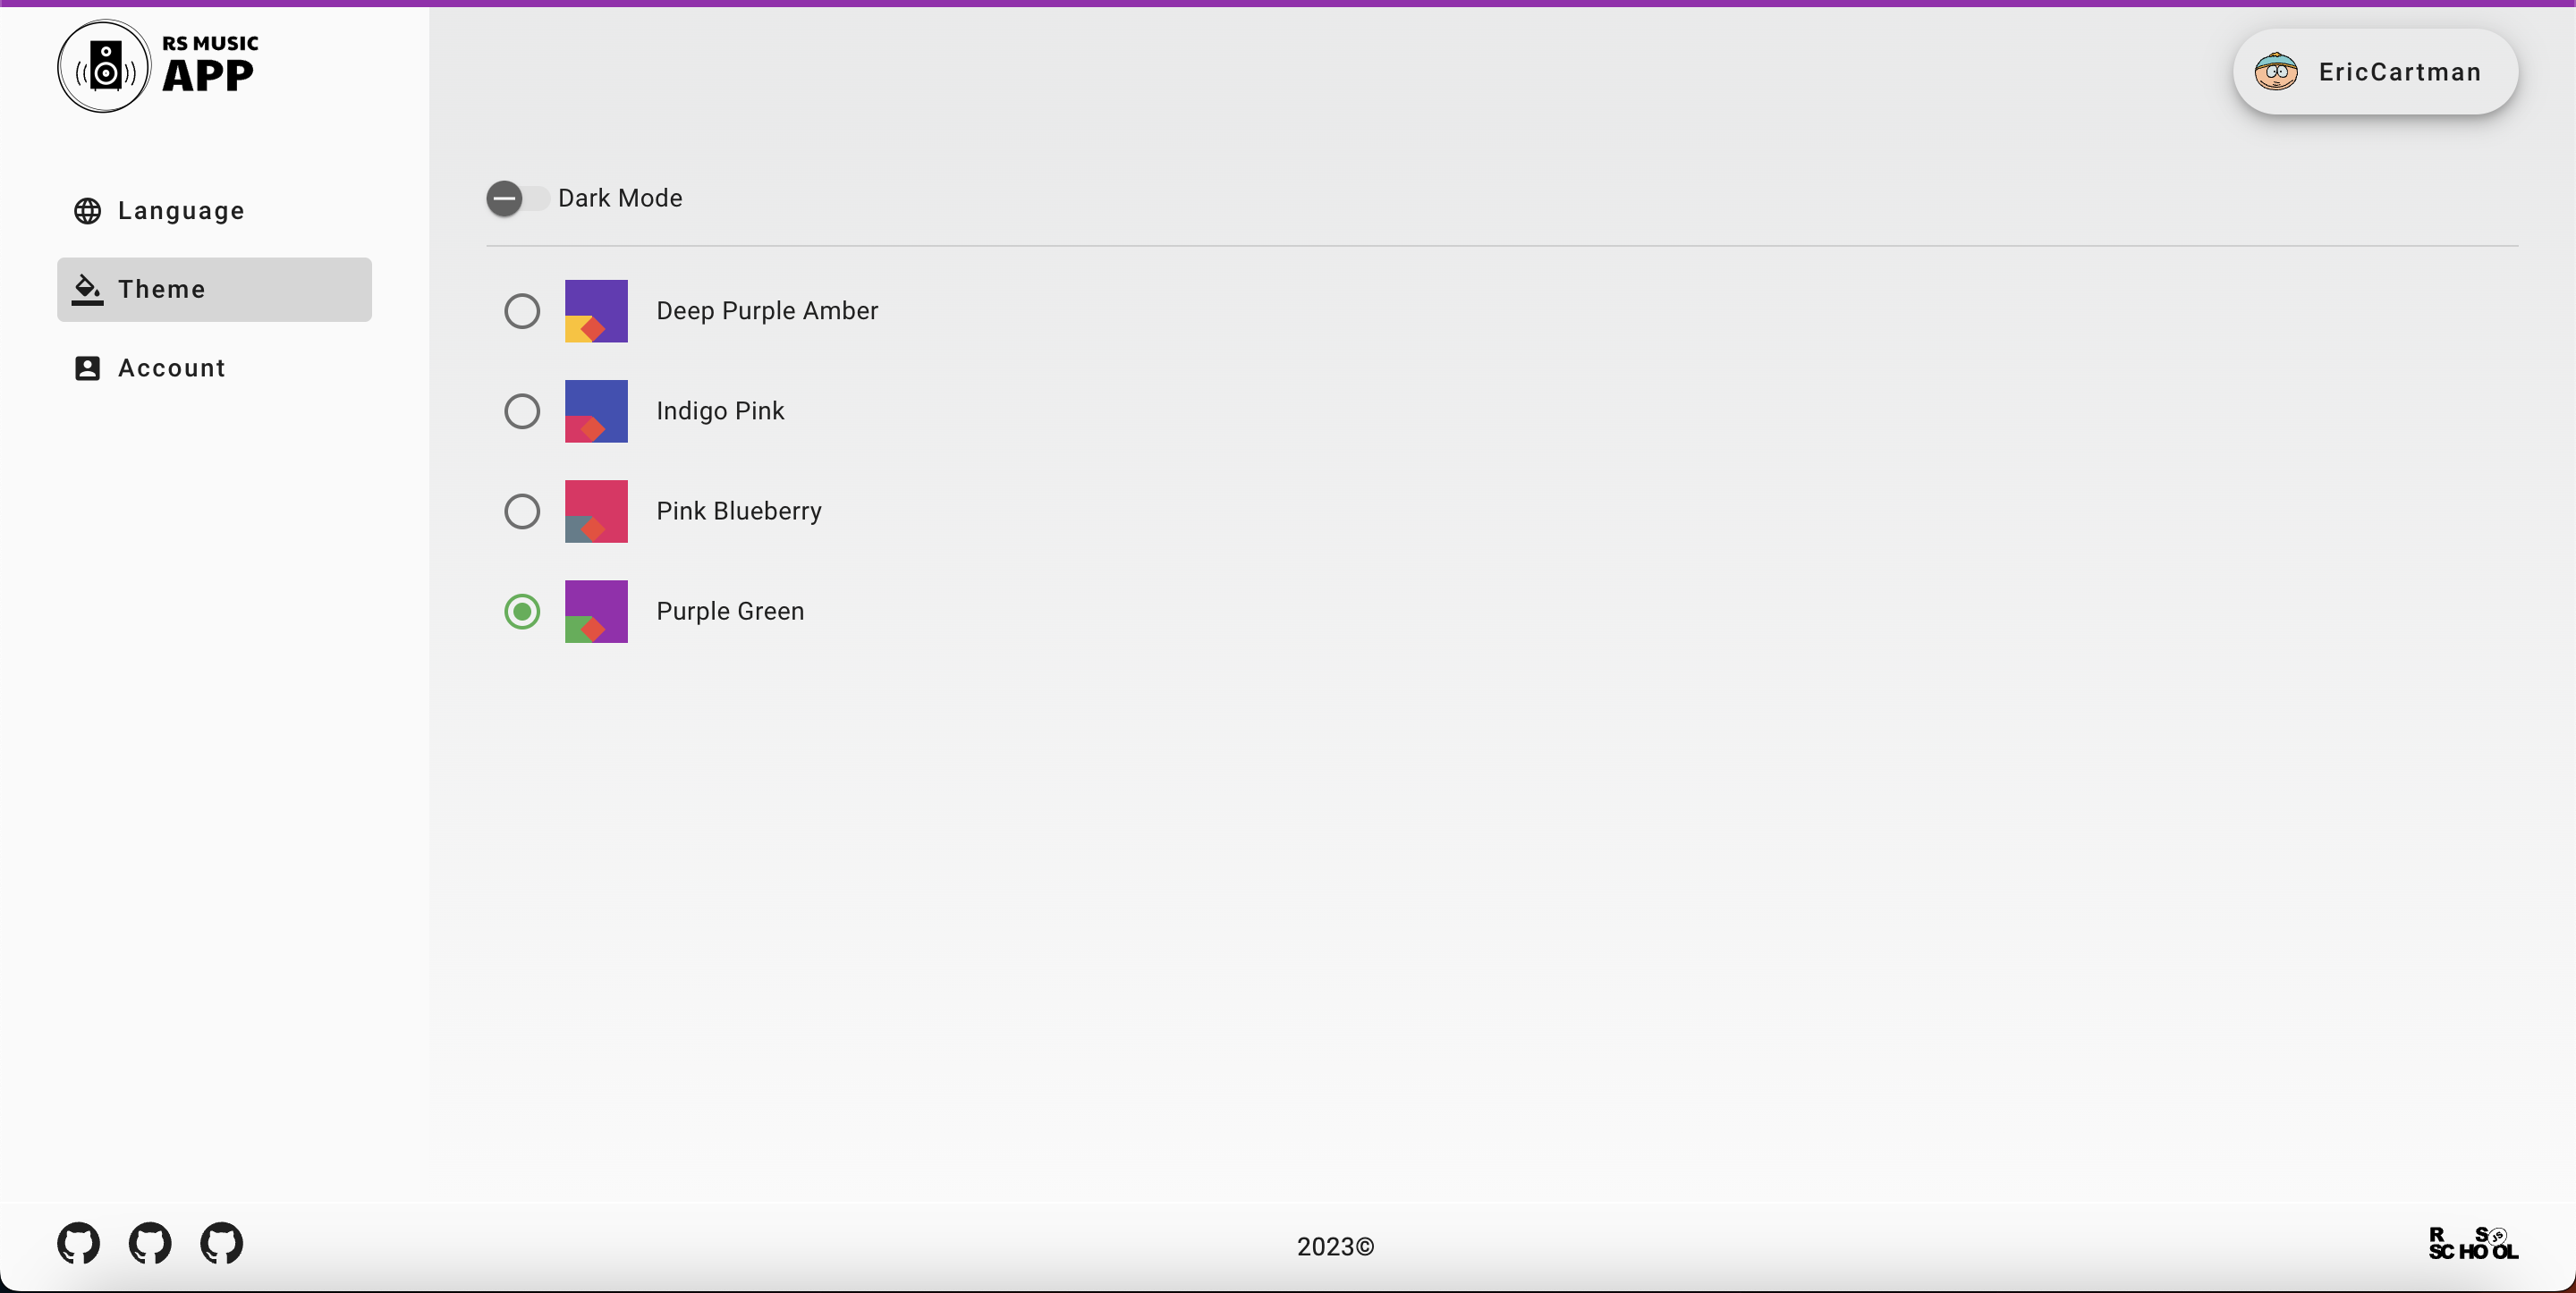 RS MUSIC
APP
EricCartman
Language
Theme
Account
Dark Mode
Deep Purple Amber
Indigo Pink
Pink Blueberry
Purple Green
2023©
R S
SCHOOL
JS